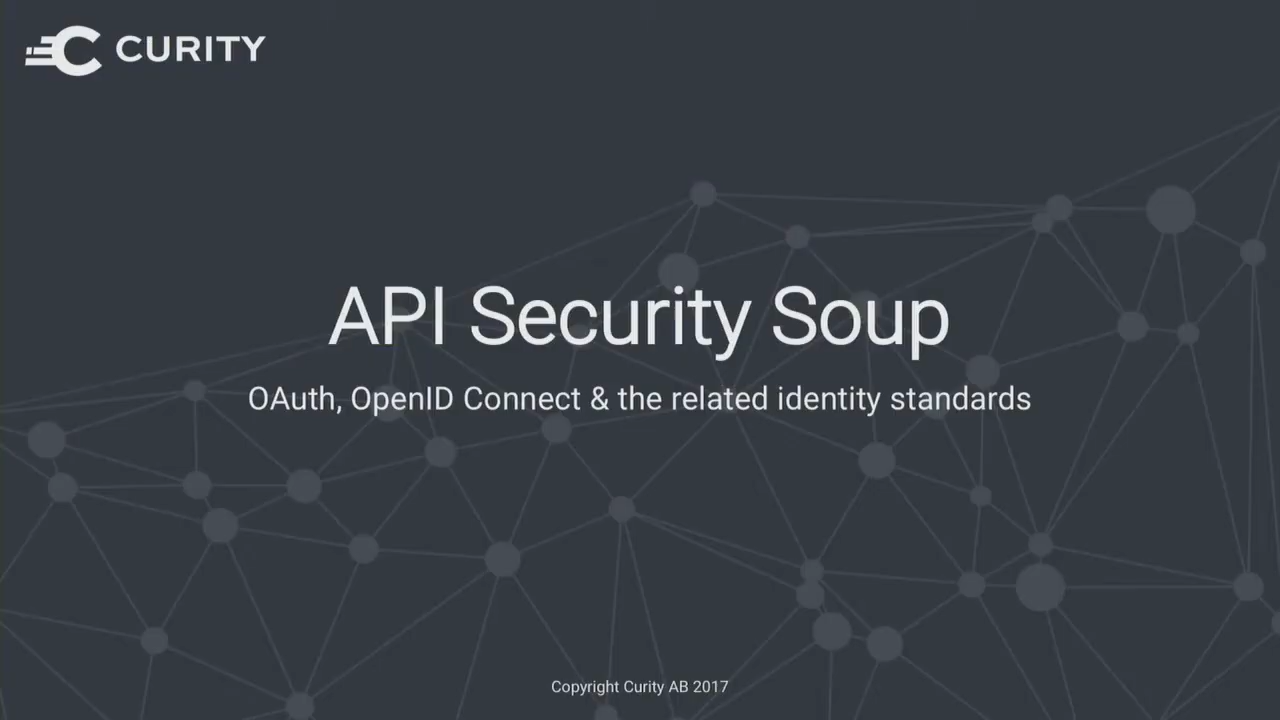 CURITY
API Security Soup
OAuth, OpenID Connect & the related identity standards
Copyright Curity AB 2017